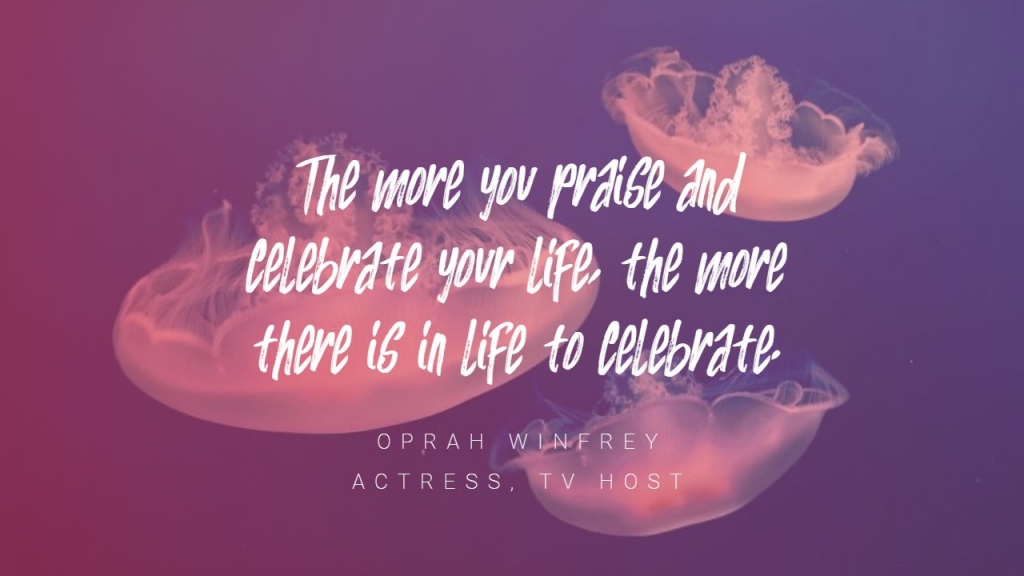 The more you praise and
celebrate your life, the more
there is in life to celebrate.
OPRAH WINFREY
ACTRESS, TV HOST